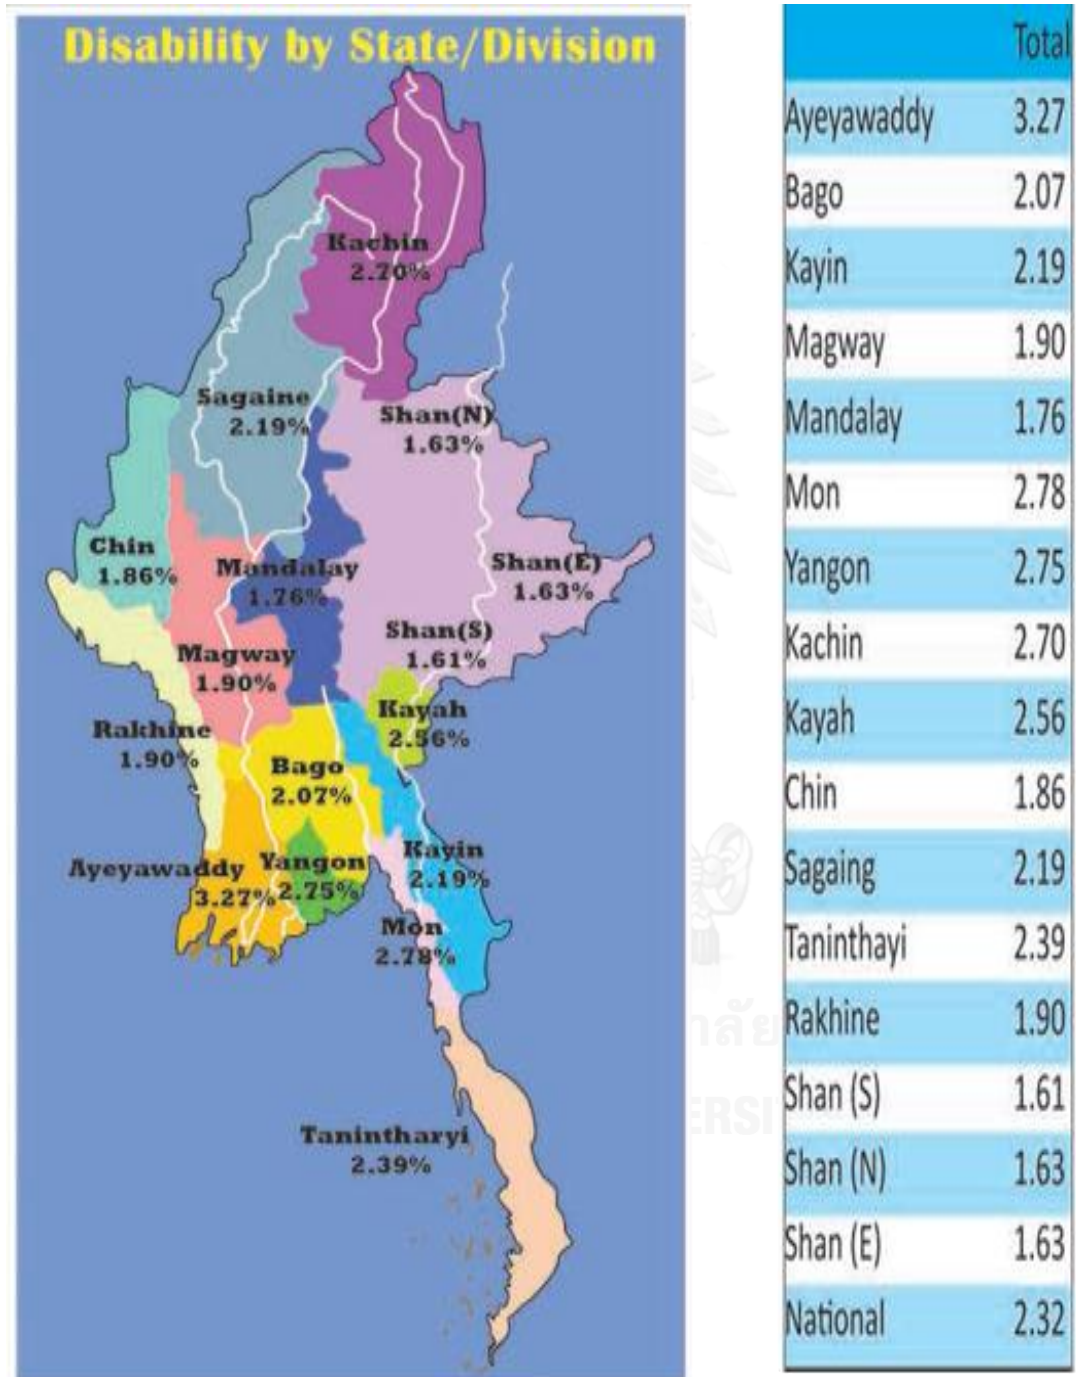 Disability by State/Division
Kachin
2.70%
Sagaine
2.19%
Shan(N)
1.63%
Chin
1.86%
Mandalay
1.76%
Shan(E)
1.63%
Shan(S)
1.61%
Magway
1.90%
Kayah
2.56%
Rakhine
1.90%
Bago
2.07%
Ayeyawaddy
3.27%
Yangon
2.75%
Kayin
2.19%
Mon
2.78%
Tanintharyi
2.39%
Total
Ayeyawaddy 3.27
Bago 2.07
Kayin 2.19
Magway 1.90
Mandalay 1.76
Mon 2.78
Yangon 2.75
Kachin 2.70
Kayah 2.56
Chin 1.86
Sagaing 2.19
Taninthayi 2.39
Rakhine 1.90
Shan (S) 1.61
Shan (N) 1.63
Shan (E) 1.63
National 2.32